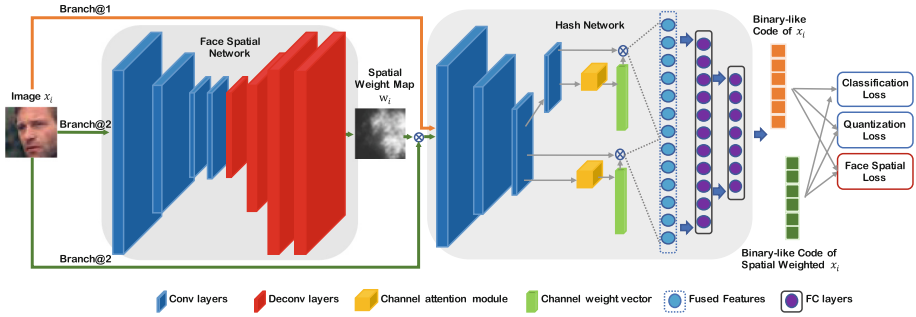 Branch@1
Face Spatial
Network
Hash Network
Binary-like
Code of xᵢ
Image xᵢ
Branch@2
Spatial
Weight Map
wᵢ
Classification
Loss
Quantization
Loss
Face Spatial
Loss
Branch@2
Binary-like Code of
Spatial Weighted xᵢ
Conv layers
Deconv layers
Channel attention module
Channel weight vector
Fused Features
FC layers